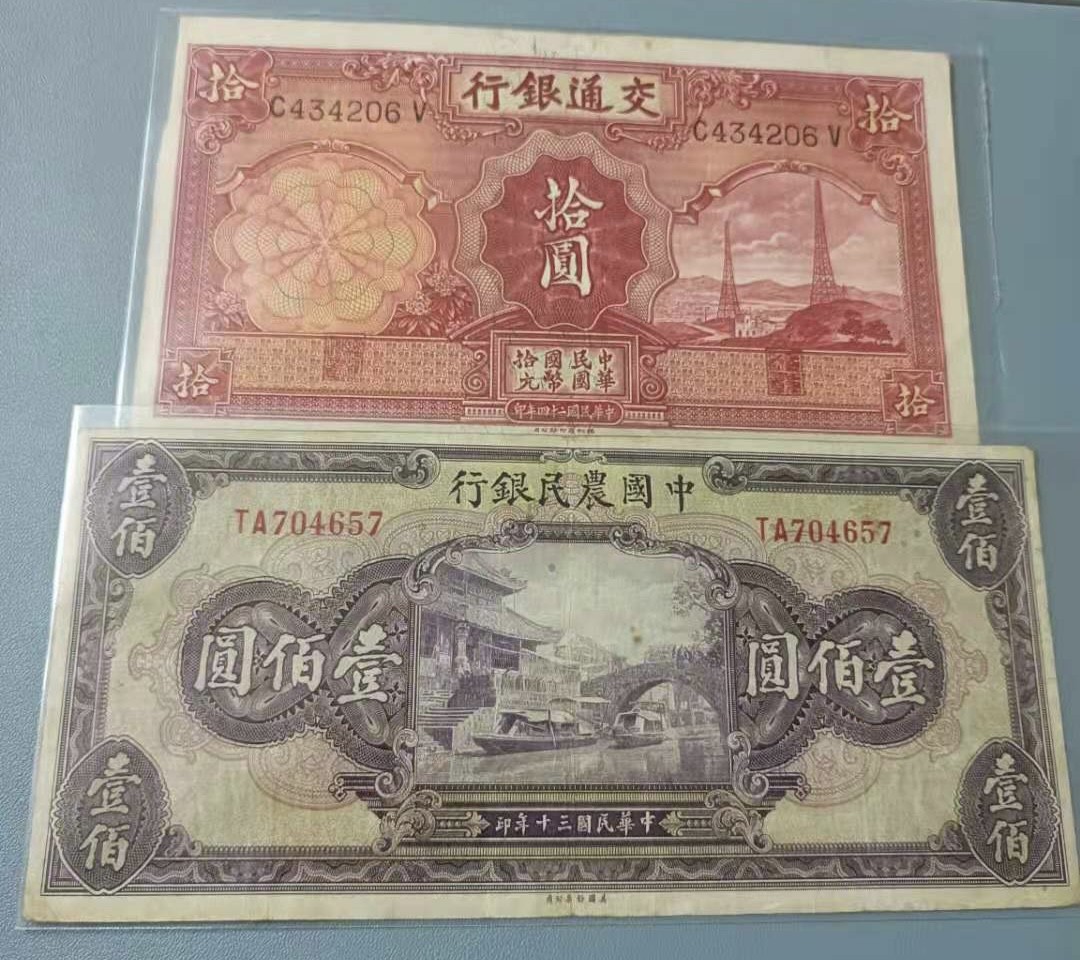 交通銀行
拾
拾
C434206 V
C434206 V
拾圓
中華民國國幣拾元
中華民國二十四年印
拾
拾
中國農民銀行
壹佰
壹佰
TA704657
TA704657
壹佰圓
壹佰圓
中華民國三十年印
壹佰
壹佰